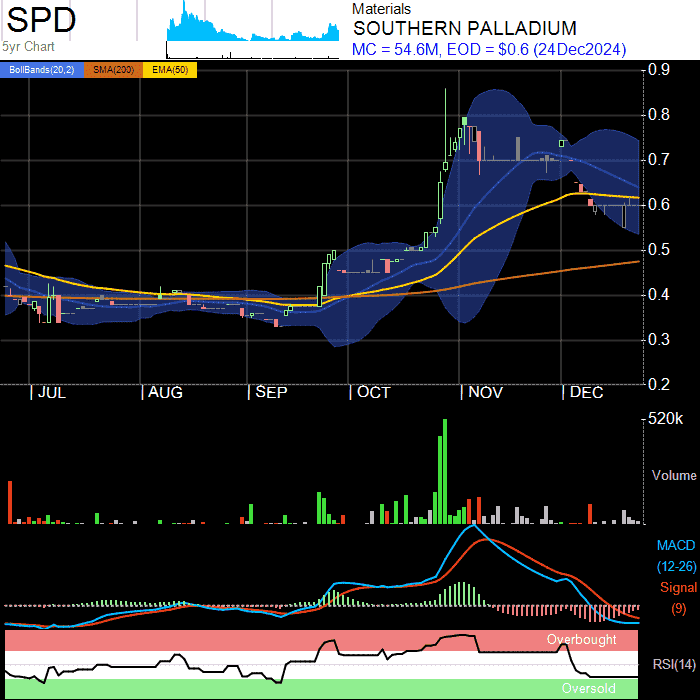 SPD
5yr Chart
Materials
SOUTHERN PALLADIUM
MC = 54.6M, EOD = $0.6 (24Dec2024)
BollBands(20,2) SMA(200) EMA(50)
0.9
0.8
0.7
0.6
0.5
0.4
0.3
0.2
JUL AUG SEP OCT NOV DEC
520k
Volume
MACD
(12-26)
Signal
(9)
Overbought
RSI(14)
Oversold